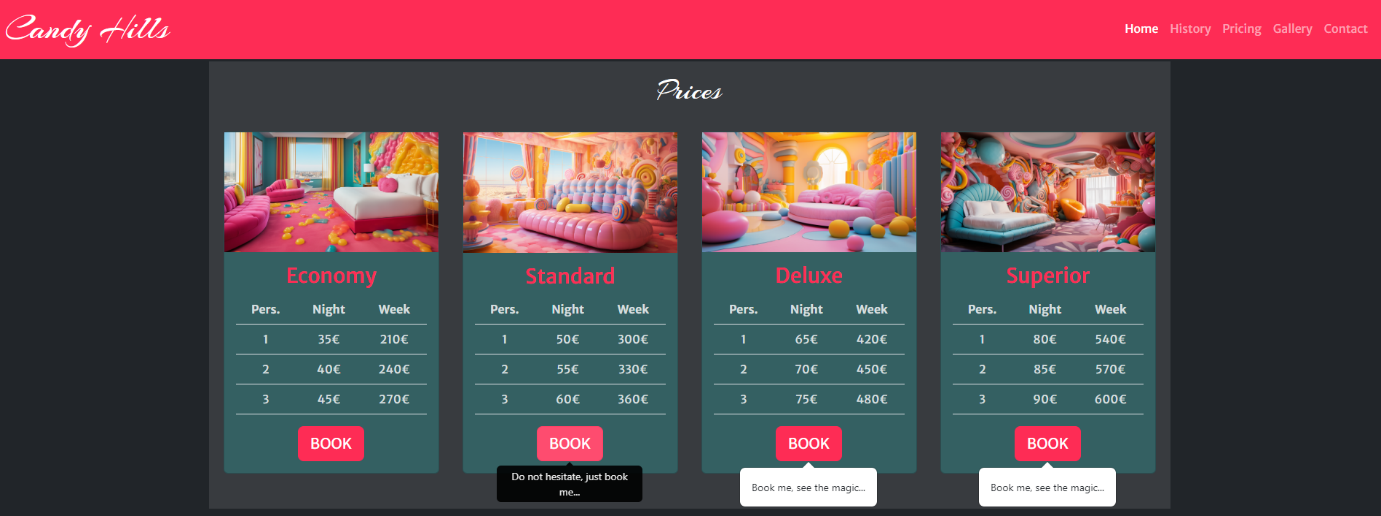 Candy Hills
Home History Pricing Gallery Contact
Prices
Economy
Pers. Night Week
1 35€ 210€
2 40€ 240€
3 45€ 270€
BOOK
Standard
Pers. Night Week
1 50€ 300€
2 55€ 330€
3 60€ 360€
BOOK
Do not hesitate, just book
me...
Deluxe
Pers. Night Week
1 65€ 420€
2 70€ 450€
3 75€ 480€
BOOK
Book me, see the magic...
Superior
Pers. Night Week
1 80€ 540€
2 85€ 570€
3 90€ 600€
BOOK
Book me, see the magic...